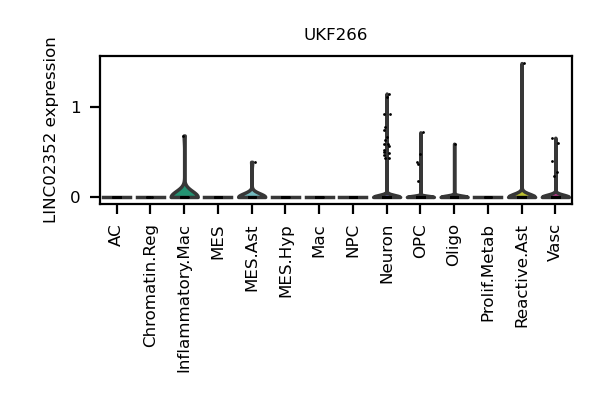 UKF266
LINC02352 expression
1
0
AC
Chromatin.Reg
Inflammatory.Mac
MES
MES.Ast
MES.Hyp
Mac
NPC
Neuron
OPC
Oligo
Prolif.Metab
Reactive.Ast
Vasc